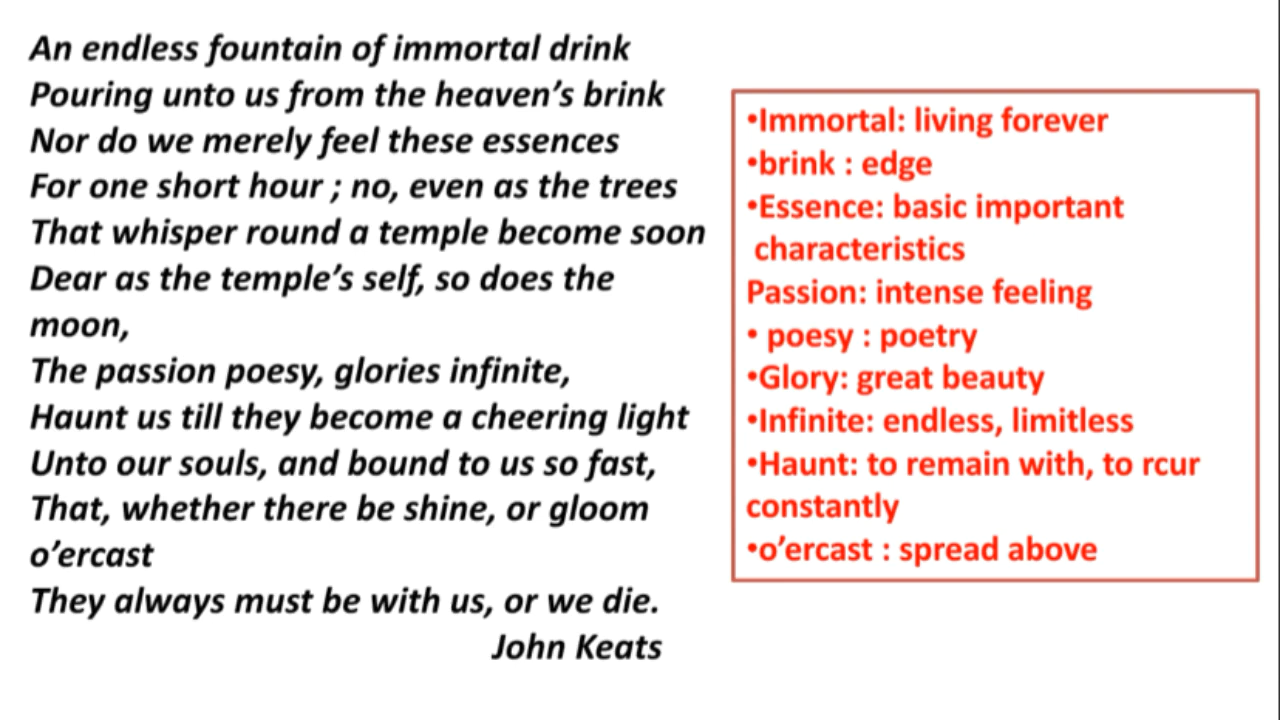 An endless fountain of immortal drink
Pouring unto us from the heaven's brink
Nor do we merely feel these essences
For one short hour ; no, even as the trees
That whisper round a temple become soon
Dear as the temple's self, so does the
moon,
The passion poesy, glories infinite,
Haunt us till they become a cheering light
Unto our souls, and bound to us so fast,
That, whether there be shine, or gloom
o'ercast
They always must be with us, or we die.
John Keats
•Immortal: living forever
•brink : edge
•Essence: basic important
characteristics
Passion: intense feeling
• poesy : poetry
•Glory: great beauty
•Infinite: endless, limitless
•Haunt: to remain with, to rcur
constantly
•o'ercast : spread above